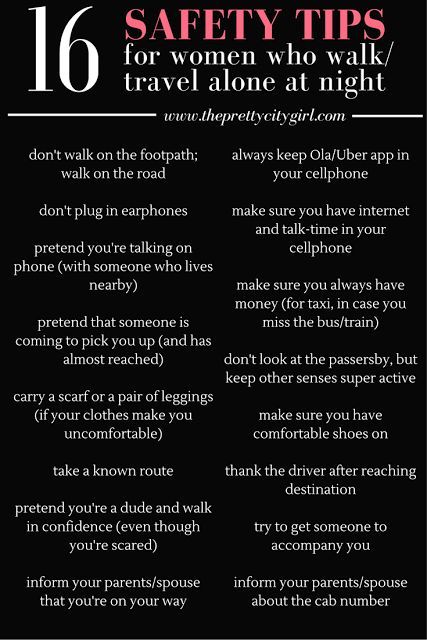 16 SAFETY TIPS
for women who walk/
travel alone at night
www.theprettycitygirl.com
don't walk on the footpath;
walk on the road
don't plug in earphones
pretend you're talking on
phone (with someone who lives
nearby)
pretend that someone is
coming to pick you up (and has
almost reached)
carry a scarf or a pair of leggings
(if your clothes make you
uncomfortable)
take a known route
pretend you're a dude and walk
in confidence (even though
you're scared)
inform your parents/spouse
that you're on your way
always keep Ola/Uber app in
your cellphone
make sure you have internet
and talk-time in your
cellphone
make sure you always have
money (for taxi, in case you
miss the bus/train)
don't look at the passersby, but
keep other senses super active
make sure you have
comfortable shoes on
thank the driver after reaching
destination
try to get someone to
accompany you
inform your parents/spouse
about the cab number